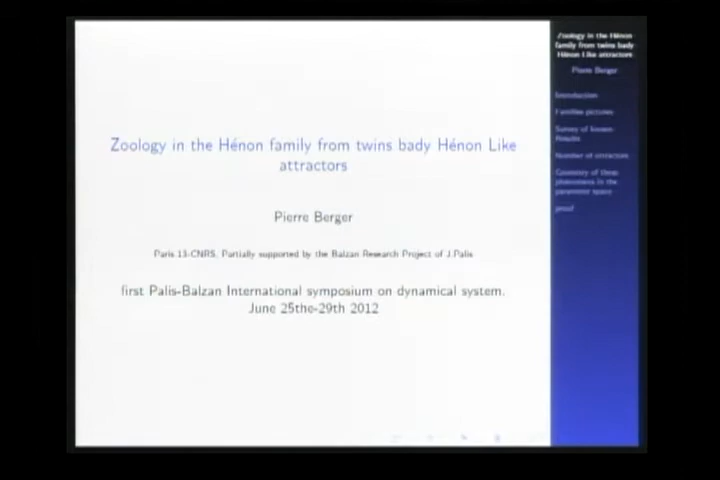 Zoology in the Hénon family from twins bady Hénon Like
attractors
Pierre Berger
Paris 13-CNRS, Partially supported by the Balzan Research Project of J.Palis
first Palis-Balzan International symposium on dynamical system.
June 25the-29th 2012
Zoology in the Hénon
family from twins bady
Hénon Like attractors
Pierre Berger
Introduction
Families pictures
Survey of known
Results
Number of attractors
Geometry of these
phenomena in the
parameter space
proof